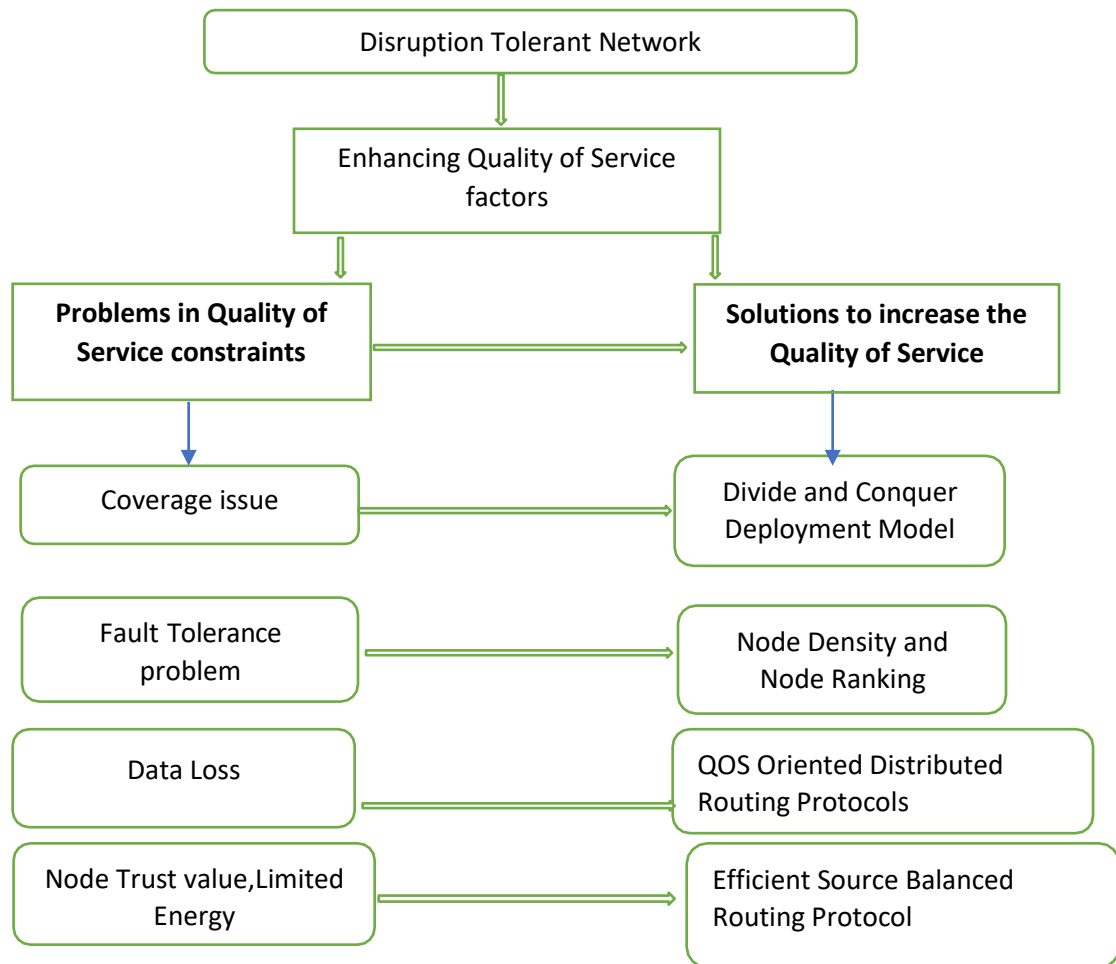 Disruption Tolerant Network
Enhancing Quality of Service
factors
Problems in Quality of
Service constraints
Solutions to increase the
Quality of Service
Coverage issue
Divide and Conquer
Deployment Model
Fault Tolerance
problem
Node Density and
Node Ranking
Data Loss
QOS Oriented Distributed
Routing Protocols
Node Trust value,Limited
Energy
Efficient Source Balanced
Routing Protocol